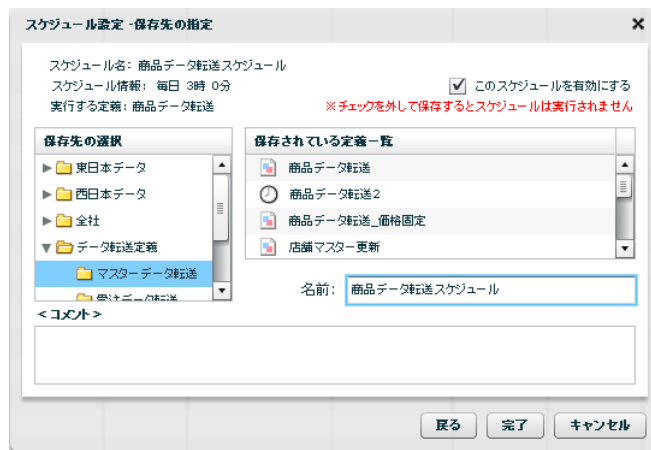 スケジュール設定 -保存先の指定
スケジュール名: 商品データ転送スケジュール
スケジュール情報: 毎日 3時 0分
このスケジュールを有効にする
実行する定義: 商品データ転送
※チェックを外して保存するとスケジュールは実行されません
保存先の選択
東日本データ
西日本データ
全社
データ転送定義
マスターデータ転送
受注データ転送
保存されている定義一覧
商品データ転送
商品データ転送2
商品データ転送_価格固定
店舗マスター更新
名前: 商品データ転送スケジュール
<コメント>
戻る 完了 キャンセル